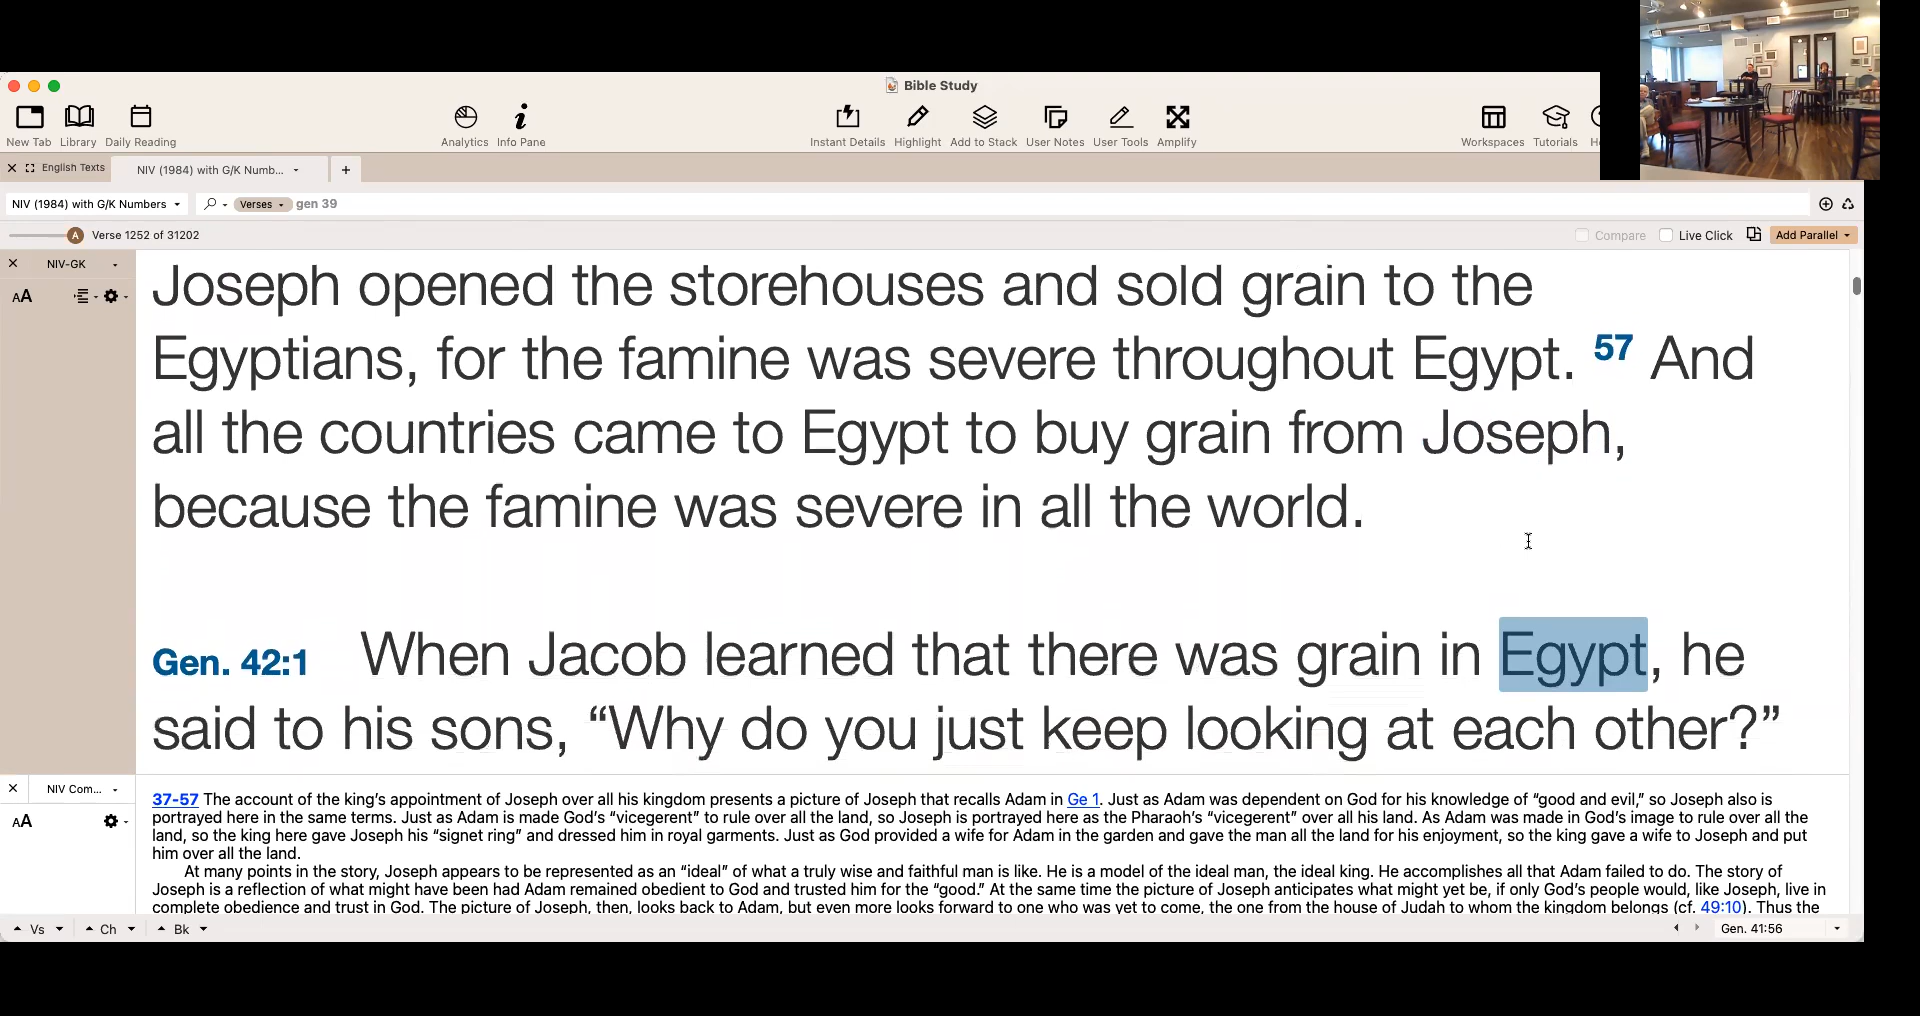 Bible Study
New Tab Library Daily Reading Analytics Info Pane Instant Details Highlight Add to Stack User Notes User Tools Amplify Workspaces Tutorials
English Texts NIV (1984) with G/K Numb... +
NIV (1984) with G/K Numbers Verses gen 39
A Verse 1252 of 31202 Compare Live Click Add Parallel
NIV-GK
AA
Joseph opened the storehouses and sold grain to the
Egyptians, for the famine was severe throughout Egypt. 57 And
all the countries came to Egypt to buy grain from Joseph,
because the famine was severe in all the world.
Gen. 42:1 When Jacob learned that there was grain in Egypt, he
said to his sons, “Why do you just keep looking at each other?”
NIV Com...
AA
37-57 The account of the king’s appointment of Joseph over all his kingdom presents a picture of Joseph that recalls Adam in Ge 1. Just as Adam was dependent on God for his knowledge of “good and evil,” so Joseph also is
portrayed here in the same terms. Just as Adam is made God’s “vicegerent” to rule over all the land, so Joseph is portrayed here as the Pharaoh’s “vicegerent” over all his land. As Adam was made in God’s image to rule over all the
land, so the king here gave Joseph his “signet ring” and dressed him in royal garments. Just as God provided a wife for Adam in the garden and gave the man all the land for his enjoyment, so the king gave a wife to Joseph and put
him over all the land.
At many points in the story, Joseph appears to be represented as an “ideal” of what a truly wise and faithful man is like. He is a model of the ideal man, the ideal king. He accomplishes all that Adam failed to do. The story of
Joseph is a reflection of what might have been had Adam remained obedient to God and trusted him for the “good.” At the same time the picture of Joseph anticipates what might yet be, if only God’s people would, like Joseph, live in
complete obedience and trust in God. The picture of Joseph, then, looks back to Adam, but even more looks forward to one who was yet to come, the one from the house of Judah to whom the kingdom belongs (cf. 49:10). Thus the
Vs Ch Bk Gen. 41:56